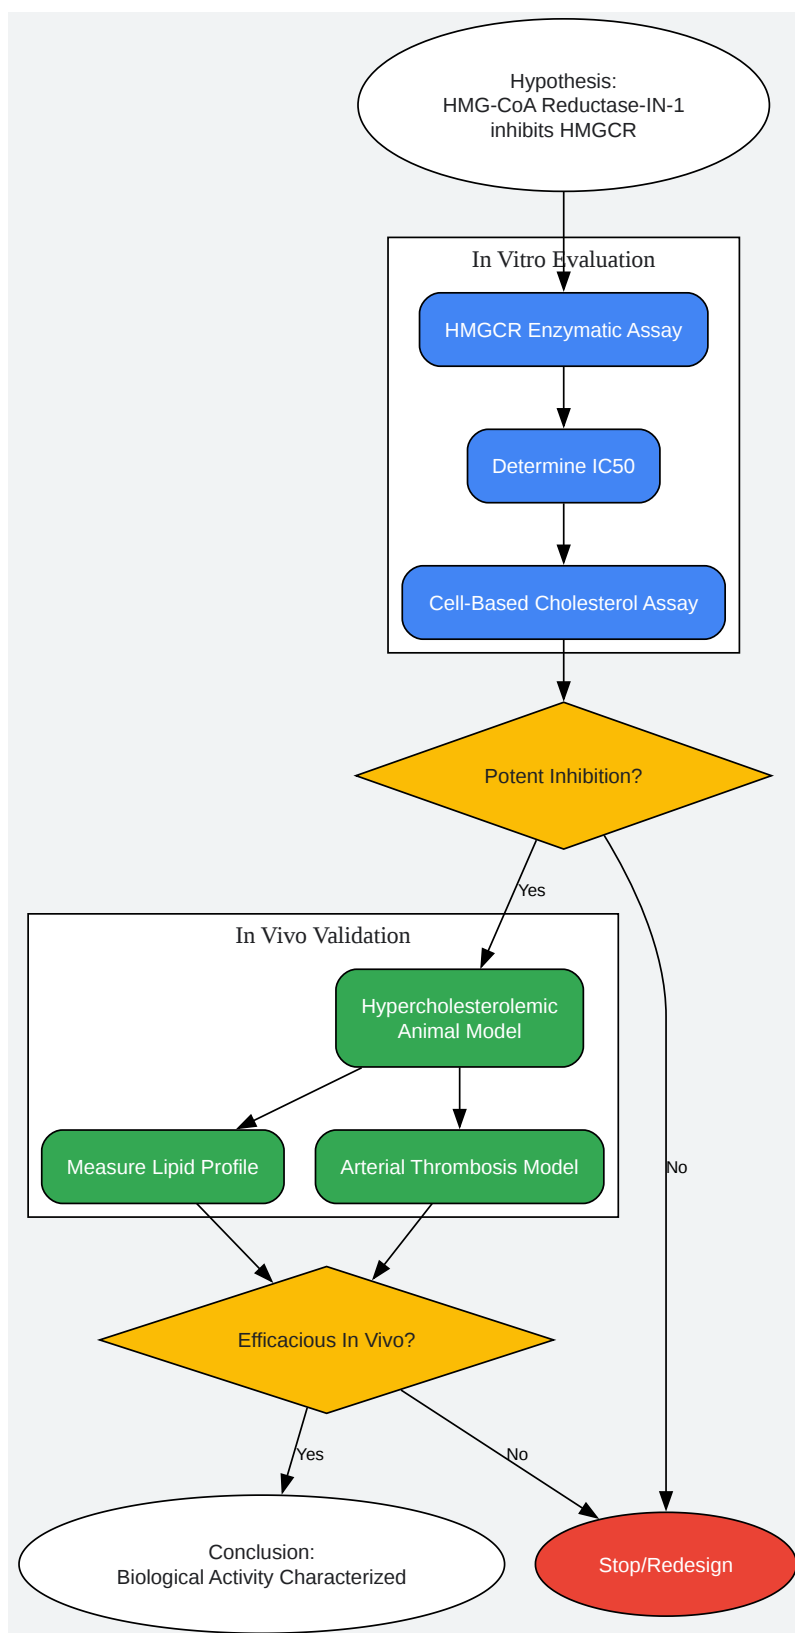 Hypothesis:
HMG-CoA Reductase-IN-1
inhibits HMGCR
In Vitro Evaluation
HMGCR Enzymatic Assay
Determine IC50
Cell-Based Cholesterol Assay
Potent Inhibition?
Yes
In Vivo Validation
Hypercholesterolemic
Animal Model
Measure Lipid Profile
Arterial Thrombosis Model
No
Efficacious In Vivo?
Yes
No
Conclusion:
Biological Activity Characterized
Stop/Redesign